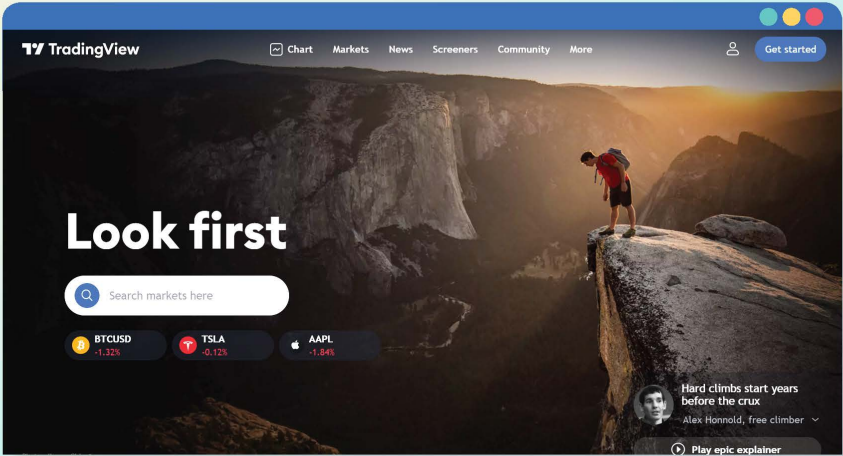 TradingView
Chart Markets News Screeners Community More
Get started
Look first
Search markets here
BTCUSD
-1.32%
TSLA
-0.12%
AAPL
-1.84%
Hard climbs start years
before the crux
Alex Honnold, free climber
Play epic explainer